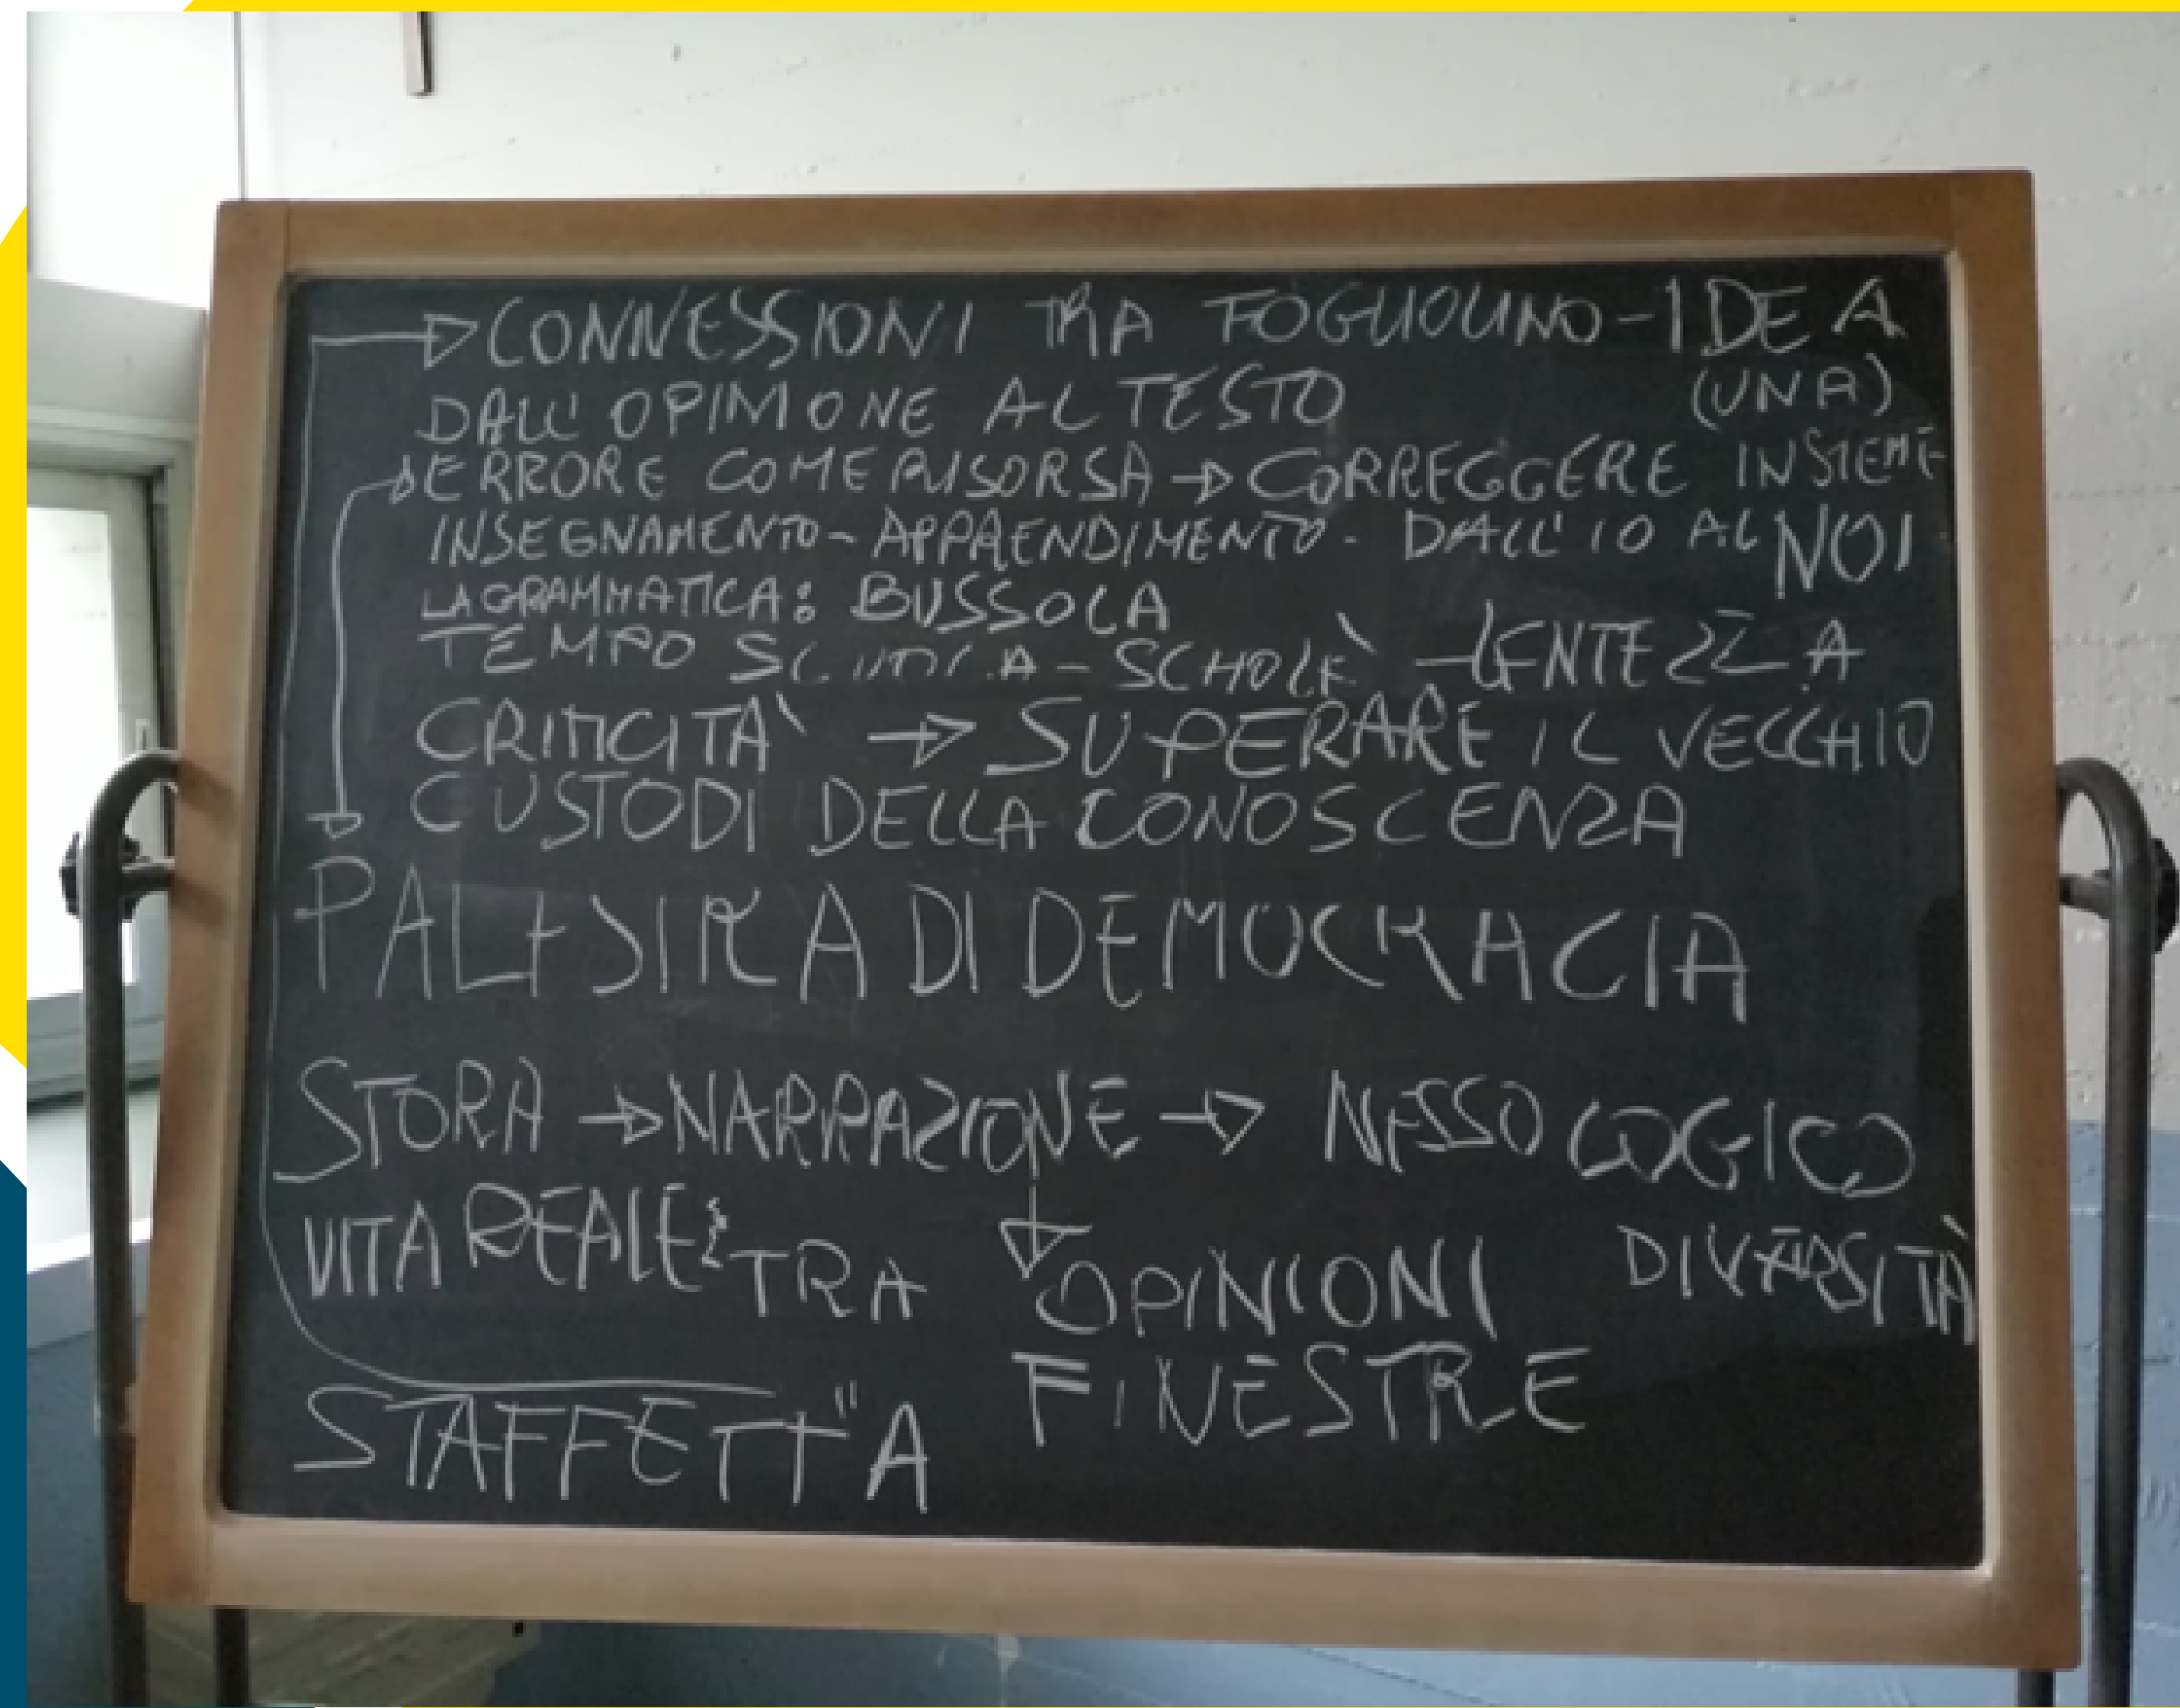 → CONNESSIONI TRA FOGLIOLINO - IDEA
(UNA)
DALL' OPINIONE AL TESTO
→ ERRORE COME RISORSA → CORREGGERE INSIEME
INSEGNAMENTO - APPRENDIMENTO - DALL' IO AL NOI
LA GRAMMATICA: BUSSOLA
TEMPO SCUOLA - SCHOLÈ - LENTEZZA
CRITICITÀ → SUPERARE IL VECCHIO
CUSTODI DELLA CONOSCENZA
PALESTRA DI DEMOCRACIA
STORA → NARRAZIONE → NESSO LOGICO
VITA REALE TRA OPINIONI DIVERSITÀ
FINESTRE
STAFFETTA